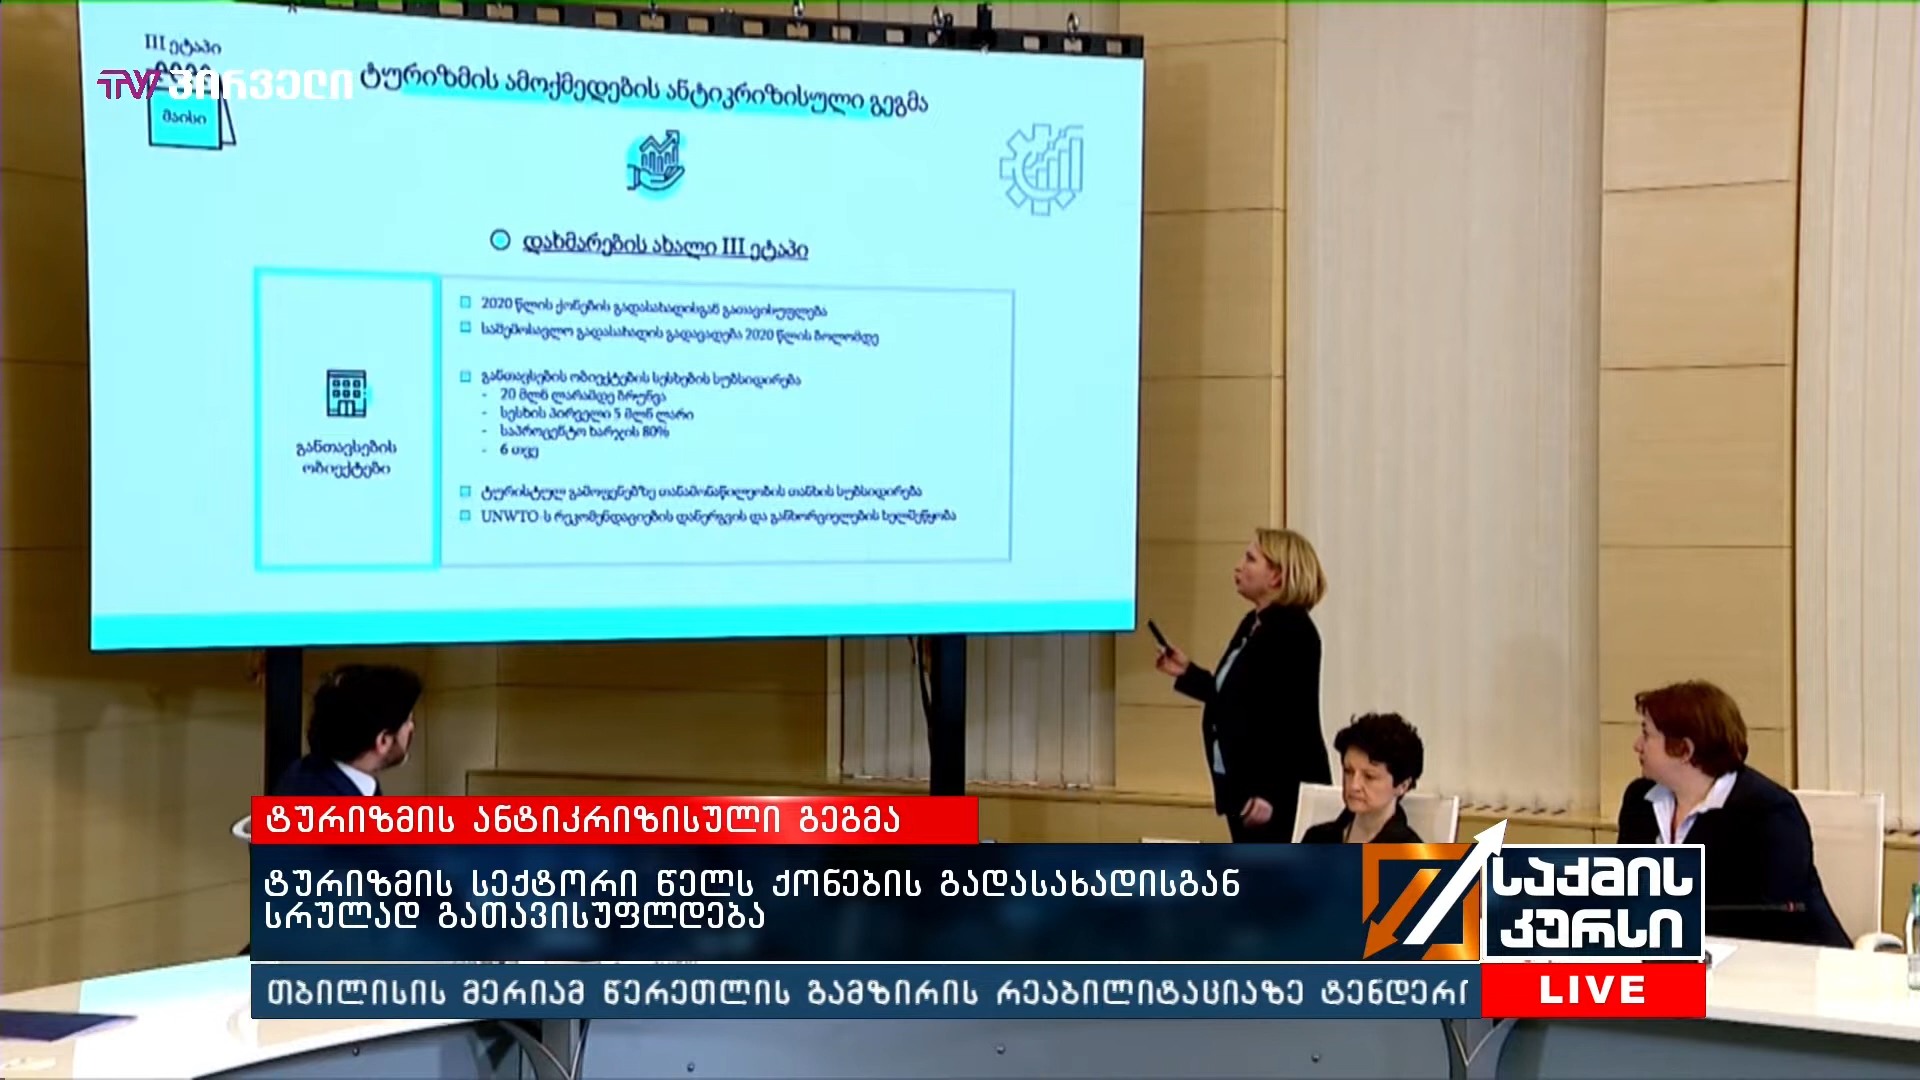 III ეტაპი
TV პირველი
მაისი
ტურიზმის ამოქმედების ანტიკრიზისული გეგმა
დახმარების ახალი III ეტაპი
განთავსების
ობიექტები
2020 წლის ქონების გადასახადისგან გათავისუფლება
საშემოსავლო გადასახადის გადავადება 2020 წლის ბოლომდე
განთავსების ობიექტების სესხების სუბსიდირება
- 20 მლნ ლარამდე ბრუნვა
- სესხის პირველი 5 მლნ ლარი
- საპროცენტო ხარჯის 80%
- 6 თვე
ტურისტულ გამოფენებზე თანამონაწილეობის თანხის სუბსიდირება
UNWTO-ს რეკომენდაციების დანერგვის და განხორციელების ხელშეწყობა
ტურიზმის ანტიკრიზისული გეგმა
ტურიზმის სექტორი წელს ქონების გადასახადისგან
სრულად გათავისუფლდება
საქმის
კურსი
თბილისის მერიამ წერეთლის გამზირის რეაბილიტაციაზე ტენდერი
LIVE